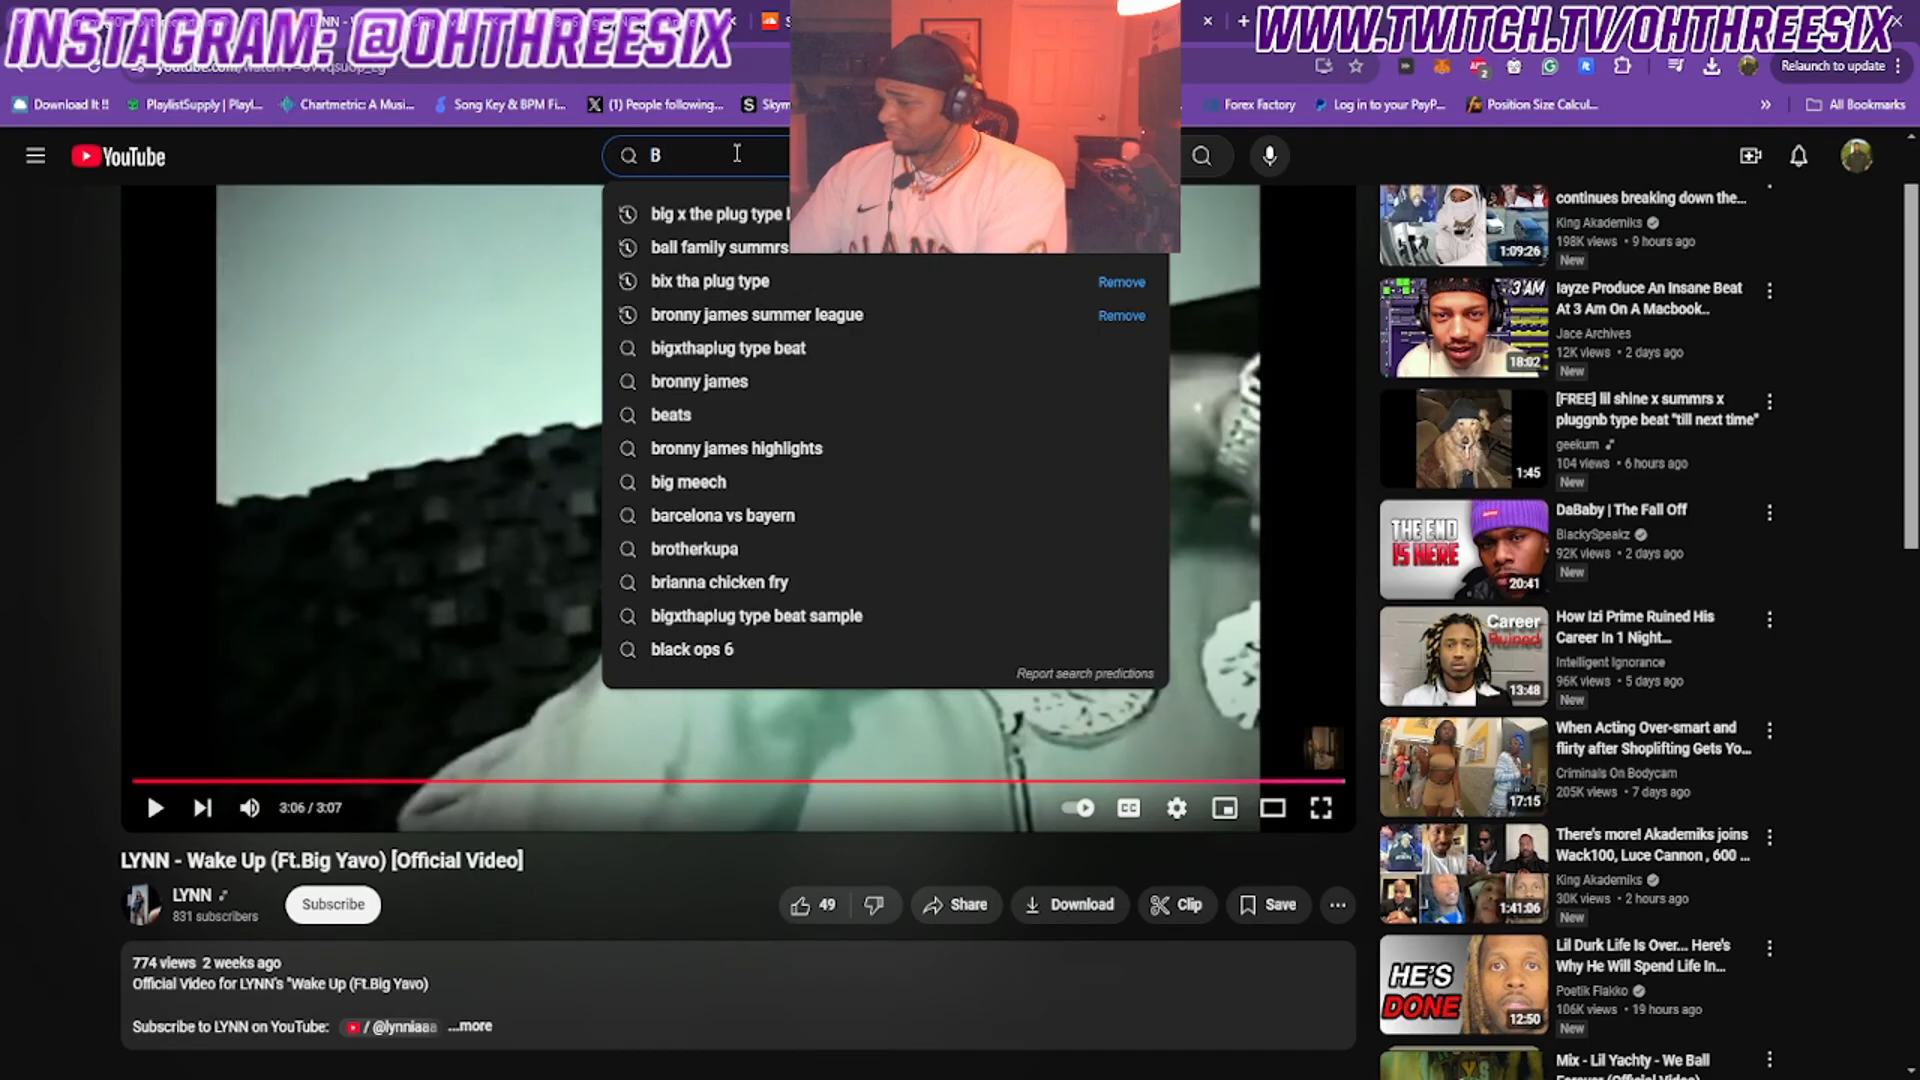 INSTAGRAM: @OHTHREESIX
WWW.TWITCH.TV/OHTHREESIX
Relaunch to update
Download It !!
PlaylistSupply | Playl...
Chartmetric: A Musi...
Song Key & BPM Fi...
(1) People following...
Forex Factory
Log in to your PayP...
Position Size Calcul...
All Bookmarks
YouTube
B
big x the plug type
ball family summrs
bix tha plug type
Remove
bronny james summer league
Remove
bigxthaplug type beat
bronny james
beats
bronny james highlights
big meech
barcelona vs bayern
brotherkupa
brianna chicken fry
bigxthaplug type beat sample
black ops 6
Report search predictions
3:06 / 3:07
LYNN - Wake Up (Ft.Big Yavo) [Official Video]
LYNN
831 subscribers
Subscribe
49
Share
Download
Clip
Save
774 views 2 weeks ago
Official Video for LYNN's "Wake Up (Ft.Big Yavo)
Subscribe to LYNN on YouTube: / @lynniaaa ...more
continues breaking down the...
King Akademiks
198K views • 9 hours ago
New
1:09:26
Iayze Produce An Insane Beat
At 3 Am On A Macbook..
Jace Archives
12K views • 2 days ago
New
3AM
18:02
[FREE] lil shine x summrs x
pluggnb type beat "till next time"
geekum
104 views • 6 hours ago
New
1:45
DaBaby | The Fall Off
BlackySpeakz
92K views • 2 days ago
New
THE END
IS HERE
20:41
How Izi Prime Ruined His
Career In 1 Night...
Intelligent Ignorance
96K views • 5 days ago
New
Career
Ruined
13:48
When Acting Over-smart and
flirty after Shoplifting Gets Yo...
Criminals On Bodycam
205K views • 7 days ago
17:15
There's more! Akademiks joins
Wack100, Luce Cannon , 600 ...
King Akademiks
30K views • 2 hours ago
New
1:41:06
Lil Durk Life Is Over... Here's
Why He Will Spend Life In...
Poetik Flakko
106K views • 19 hours ago
New
HE'S
DONE
12:50
Mix - Lil Yachty - We Ball